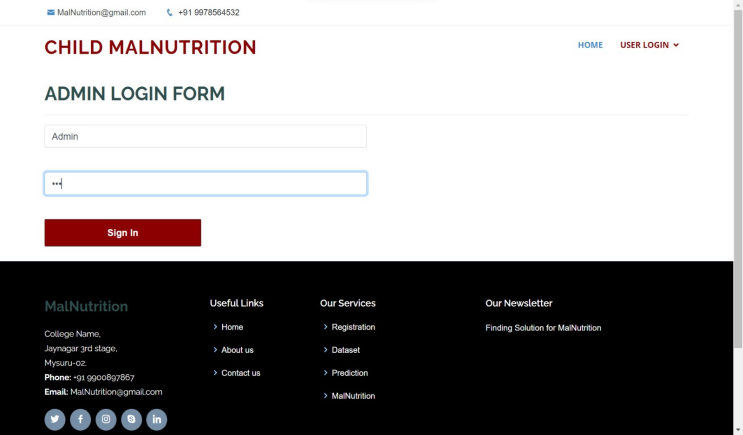 MalNutrition@gmail.com +91 9978564532
CHILD MALNUTRITION
HOME USER LOGIN
ADMIN LOGIN FORM
Admin
•••
Sign In
MalNutrition
College Name,
Jaynagar 3rd stage,
Mysuru-02.
Phone: +91 9900897867
Email: MalNutrition@gmail.com
Useful Links
Home
About us
Contact us
Our Services
Registration
Dataset
Prediction
MalNutrition
Our Newsletter
Finding Solution for MalNutrition